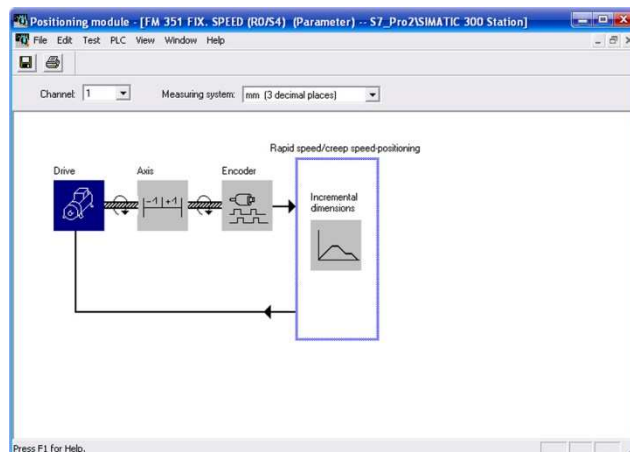 Positioning module - [FM 351 FIX. SPEED (R0/S4) (Parameter) -- S7_Pro2\SIMATIC 300 Station]
File Edit Test PLC View Window Help
Channel: 1 Measuring system: mm (3 decimal places)
Rapid speed/creep speed-positioning
Drive Axis Encoder
Incremental
dimensions
-1 +1
Press F1 for Help.